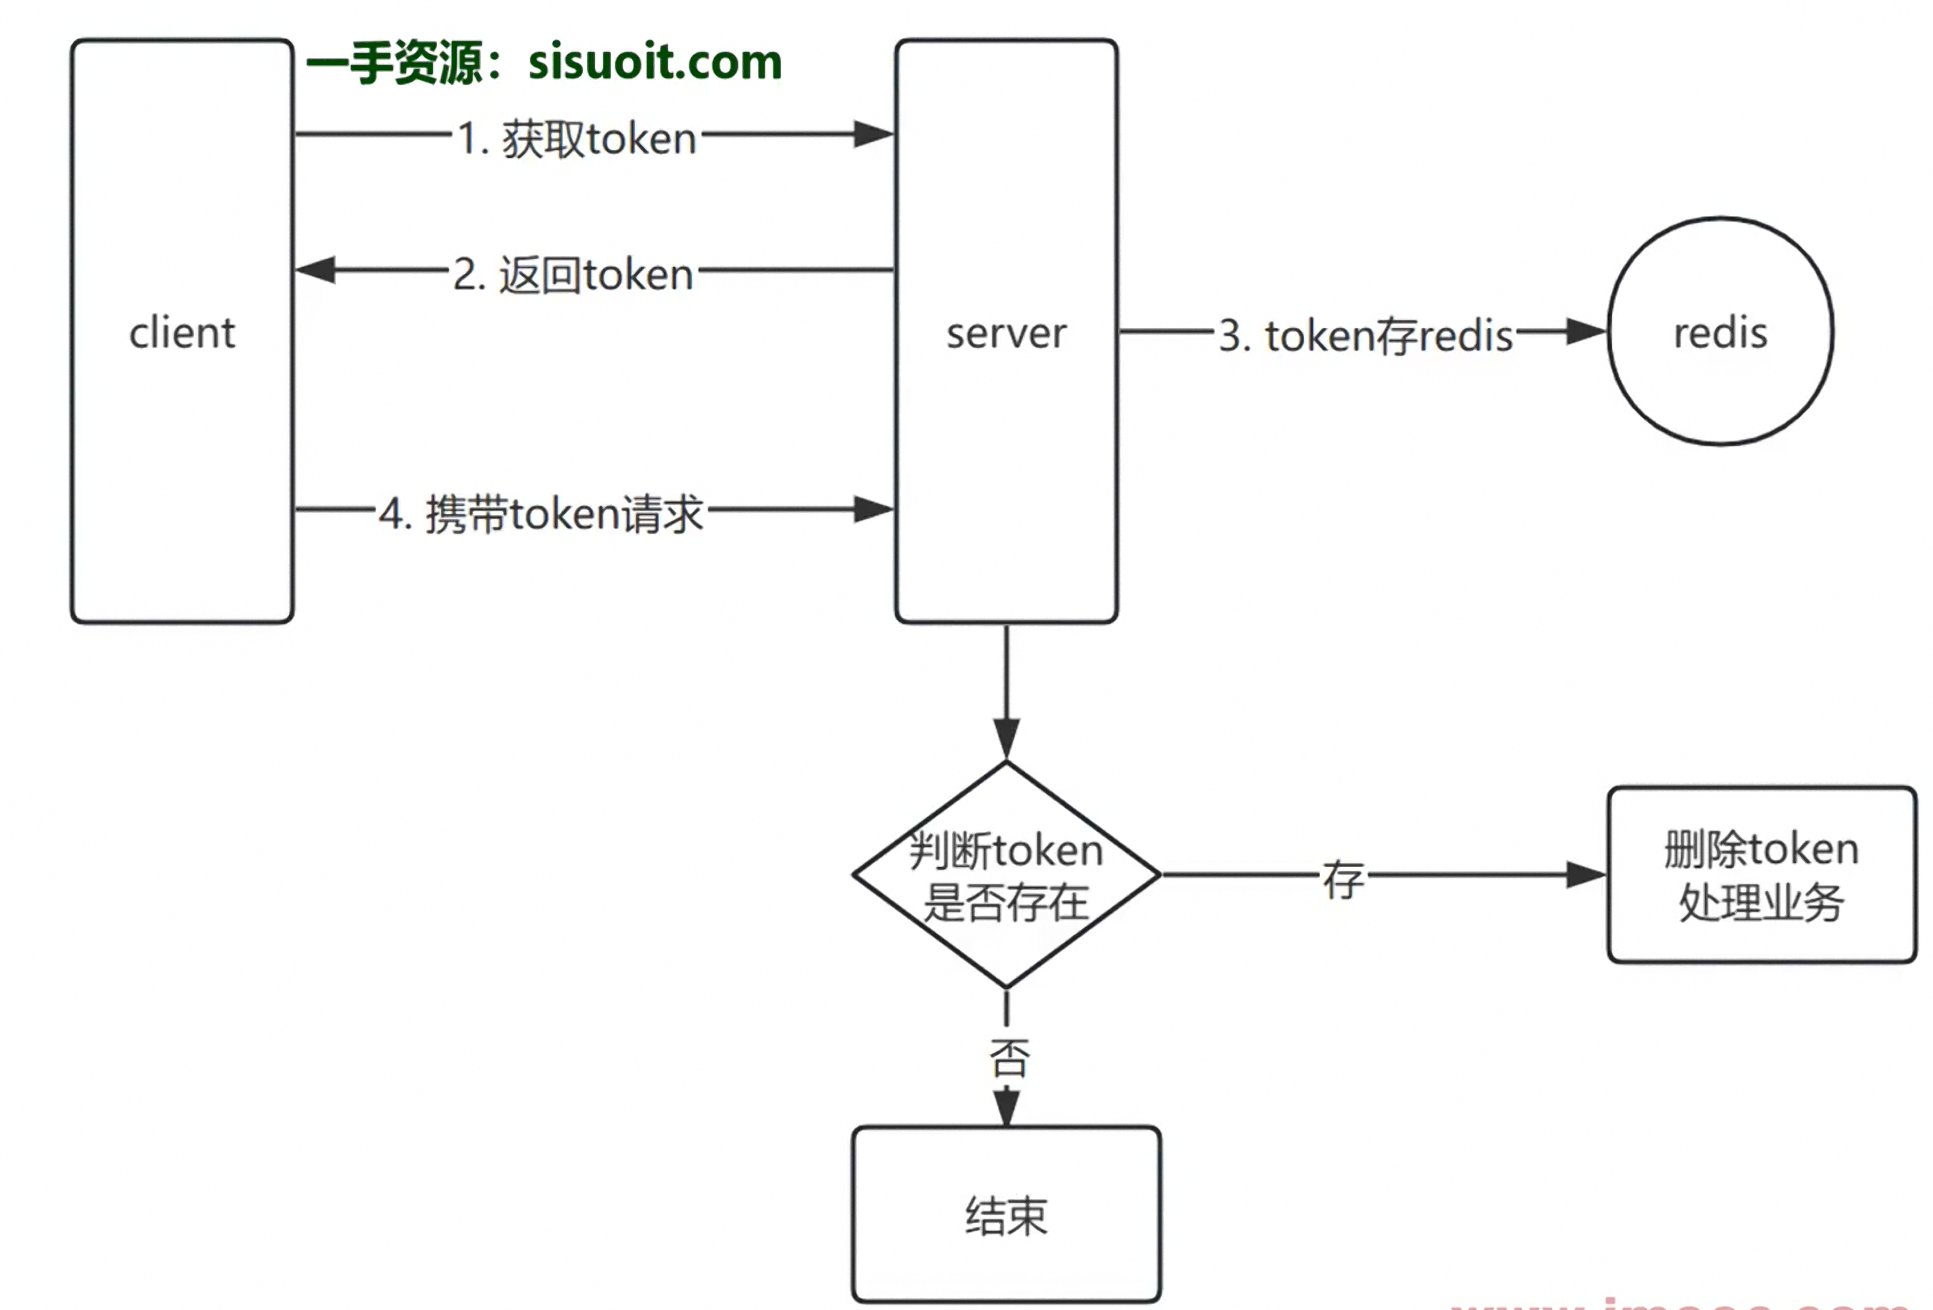 一手资源：sisuoit.com
1. 获取token
2. 返回token
client
server
3. token存redis
redis
4. 携带token请求
判断token
是否存在
存
删除token
处理业务
否
结束
www.imooc.com